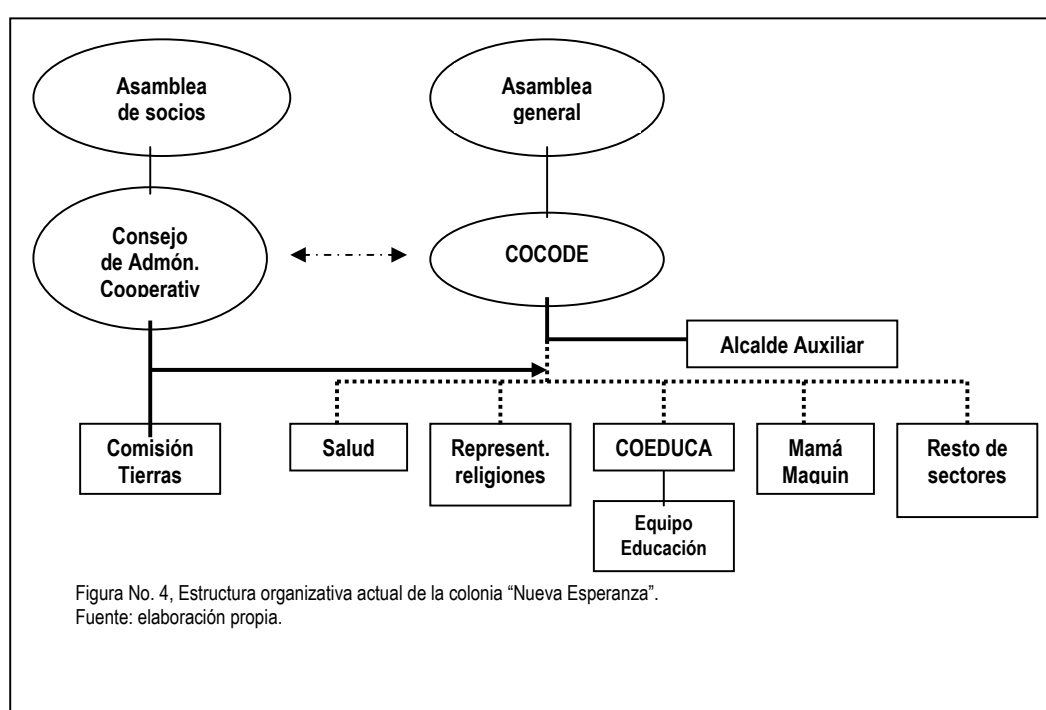 Asamblea
de socios
Asamblea
general
Consejo
de Admón.
Cooperativ
COCODE
Alcalde Auxiliar
Comisión
Tierras
Salud
Represent.
religiones
COEDUCA
Mamá
Maquin
Resto de
sectores
Equipo
Educación
Figura No. 4, Estructura organizativa actual de la colonia “Nueva Esperanza”.
Fuente: elaboración propia.